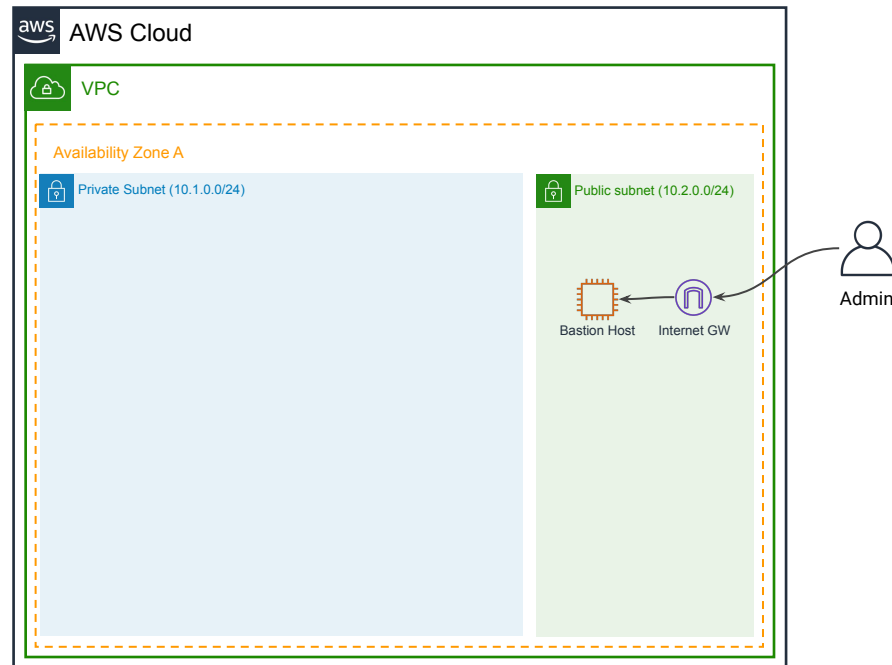 aws
AWS Cloud
VPC
Availability Zone A
Private Subnet (10.1.0.0/24)
Public subnet (10.2.0.0/24)
Bastion Host
Internet GW
Admin